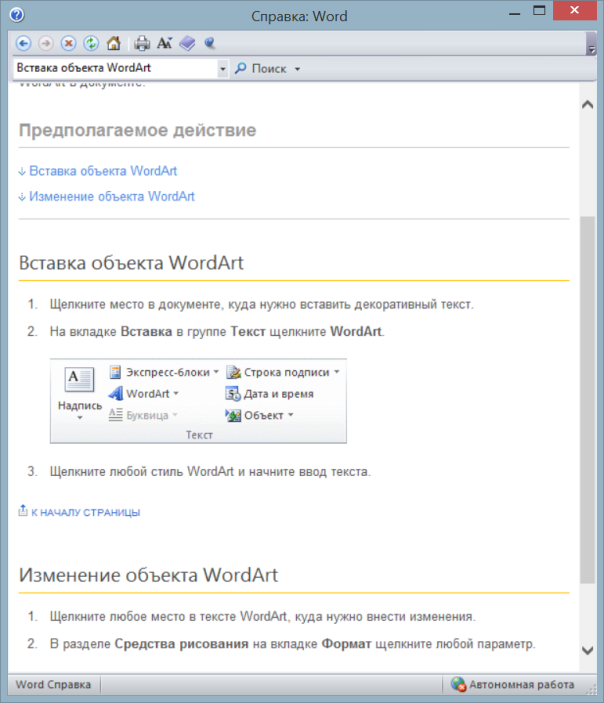 Справка: Word
Вствака объекта WordArt
Поиск
WordArt в документе.
Предполагаемое действие
Вставка объекта WordArt
Изменение объекта WordArt
Вставка объекта WordArt
1. Щелкните место в документе, куда нужно вставить декоративный текст.
2. На вкладке Вставка в группе Текст щелкните WordArt.
Надпись
Экспресс-блоки
WordArt
Буквица
Строка подписи
Дата и время
Объект
Текст
3. Щелкните любой стиль WordArt и начните ввод текста.
К НАЧАЛУ СТРАНИЦЫ
Изменение объекта WordArt
1. Щелкните любое место в тексте WordArt, куда нужно внести изменения.
2. В разделе Средства рисования на вкладке Формат щелкните любой параметр.
Word Справка
Автономная работа